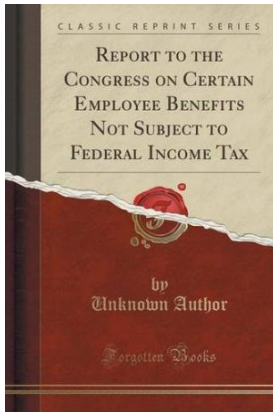 CLASSIC REPRINT SERIES
REPORT TO THE
CONGRESS ON CERTAIN
EMPLOYEE BENEFITS
NOT SUBJECT TO
FEDERAL INCOME TAX
by
Unknown Author
Forgotten Books